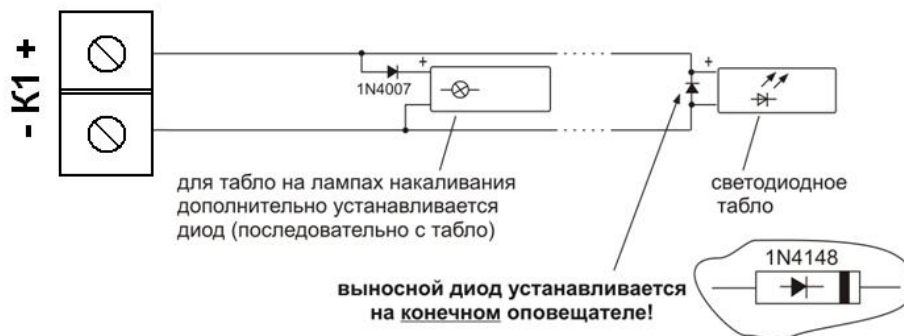 - K1 +
+
1N4007
+
для табло на лампах накаливания
дополнительно устанавливается
диод (последовательно с табло)
светодиодное
табло
1N4148
выносной диод устанавливается
на конечном оповещателе!